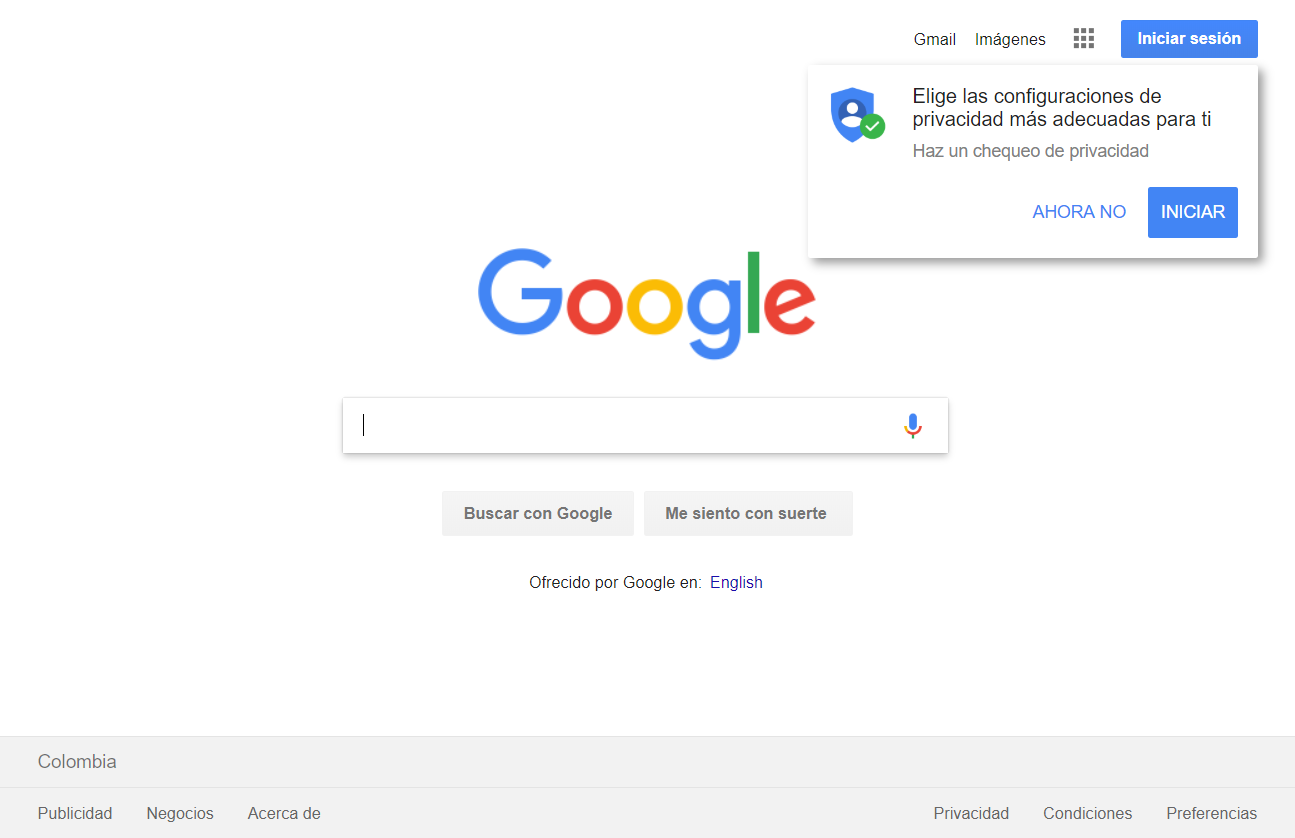 Gmail Imágenes Iniciar sesión
Elige las configuraciones de
privacidad más adecuadas para ti
Haz un chequeo de privacidad
AHORA NO INICIAR
Google
Buscar con Google Me siento con suerte
Ofrecido por Google en: English
Colombia
Publicidad Negocios Acerca de Privacidad Condiciones Preferencias